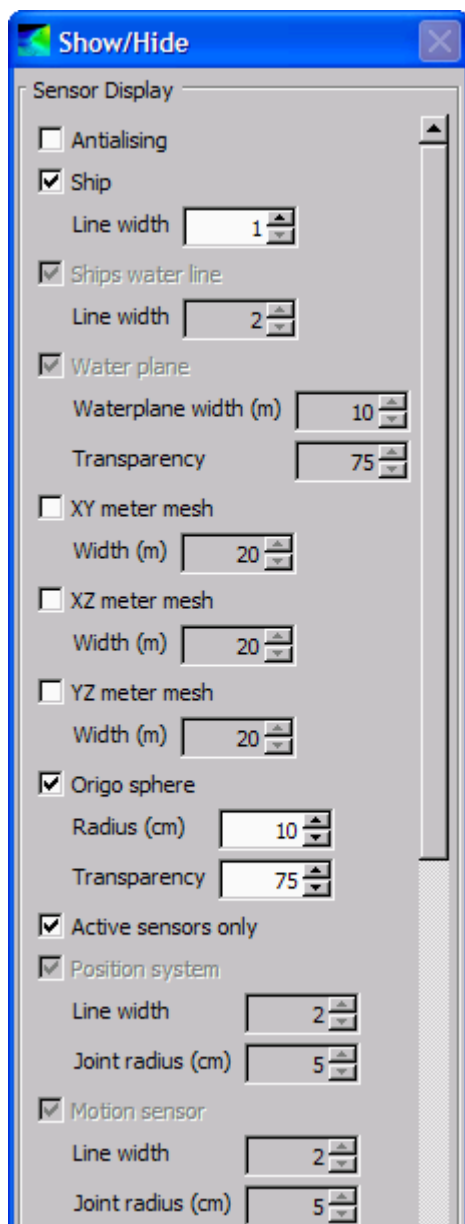 Show/Hide
Sensor Display
Antialising
Ship
Line width 1
Ships water line
Line width 2
Water plane
Waterplane width (m) 10
Transparency 75
XY meter mesh
Width (m) 20
XZ meter mesh
Width (m) 20
YZ meter mesh
Width (m) 20
Origo sphere
Radius (cm) 10
Transparency 75
Active sensors only
Position system
Line width 2
Joint radius (cm) 5
Motion sensor
Line width 2
Joint radius (cm) 5